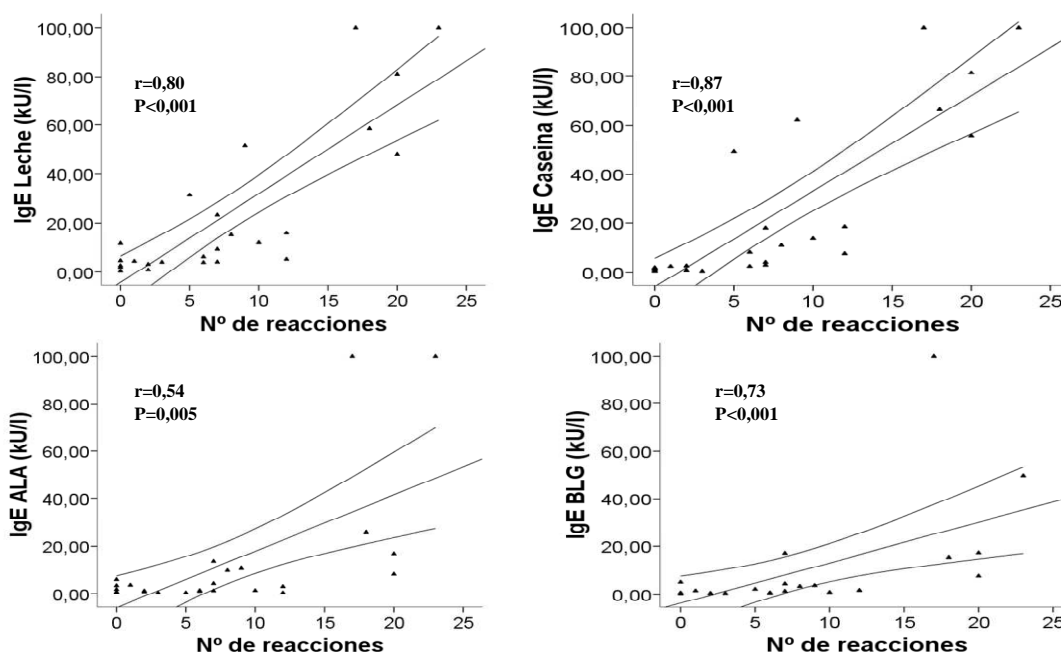 100,00
80,00
60,00
40,00
20,00
0,00
IgE Leche (kU/l)
r=0,80
P<0,001
0 5 10 15 20 25
Nº de reacciones
100,00
80,00
60,00
40,00
20,00
0,00
IgE Caseina (kU/l)
r=0,87
P<0,001
0 5 10 15 20 25
Nº de reacciones
100,00
80,00
60,00
40,00
20,00
00,00
IgE ALA (kU/l)
r=0,54
P=0,005
0 5 10 15 20 25
Nº de reacciones
100,00
80,00
60,00
40,00
20,00
00,00
IgE BLG (kU/l)
r=0,73
P<0,001
0 5 10 15 20 25
Nº de reacciones